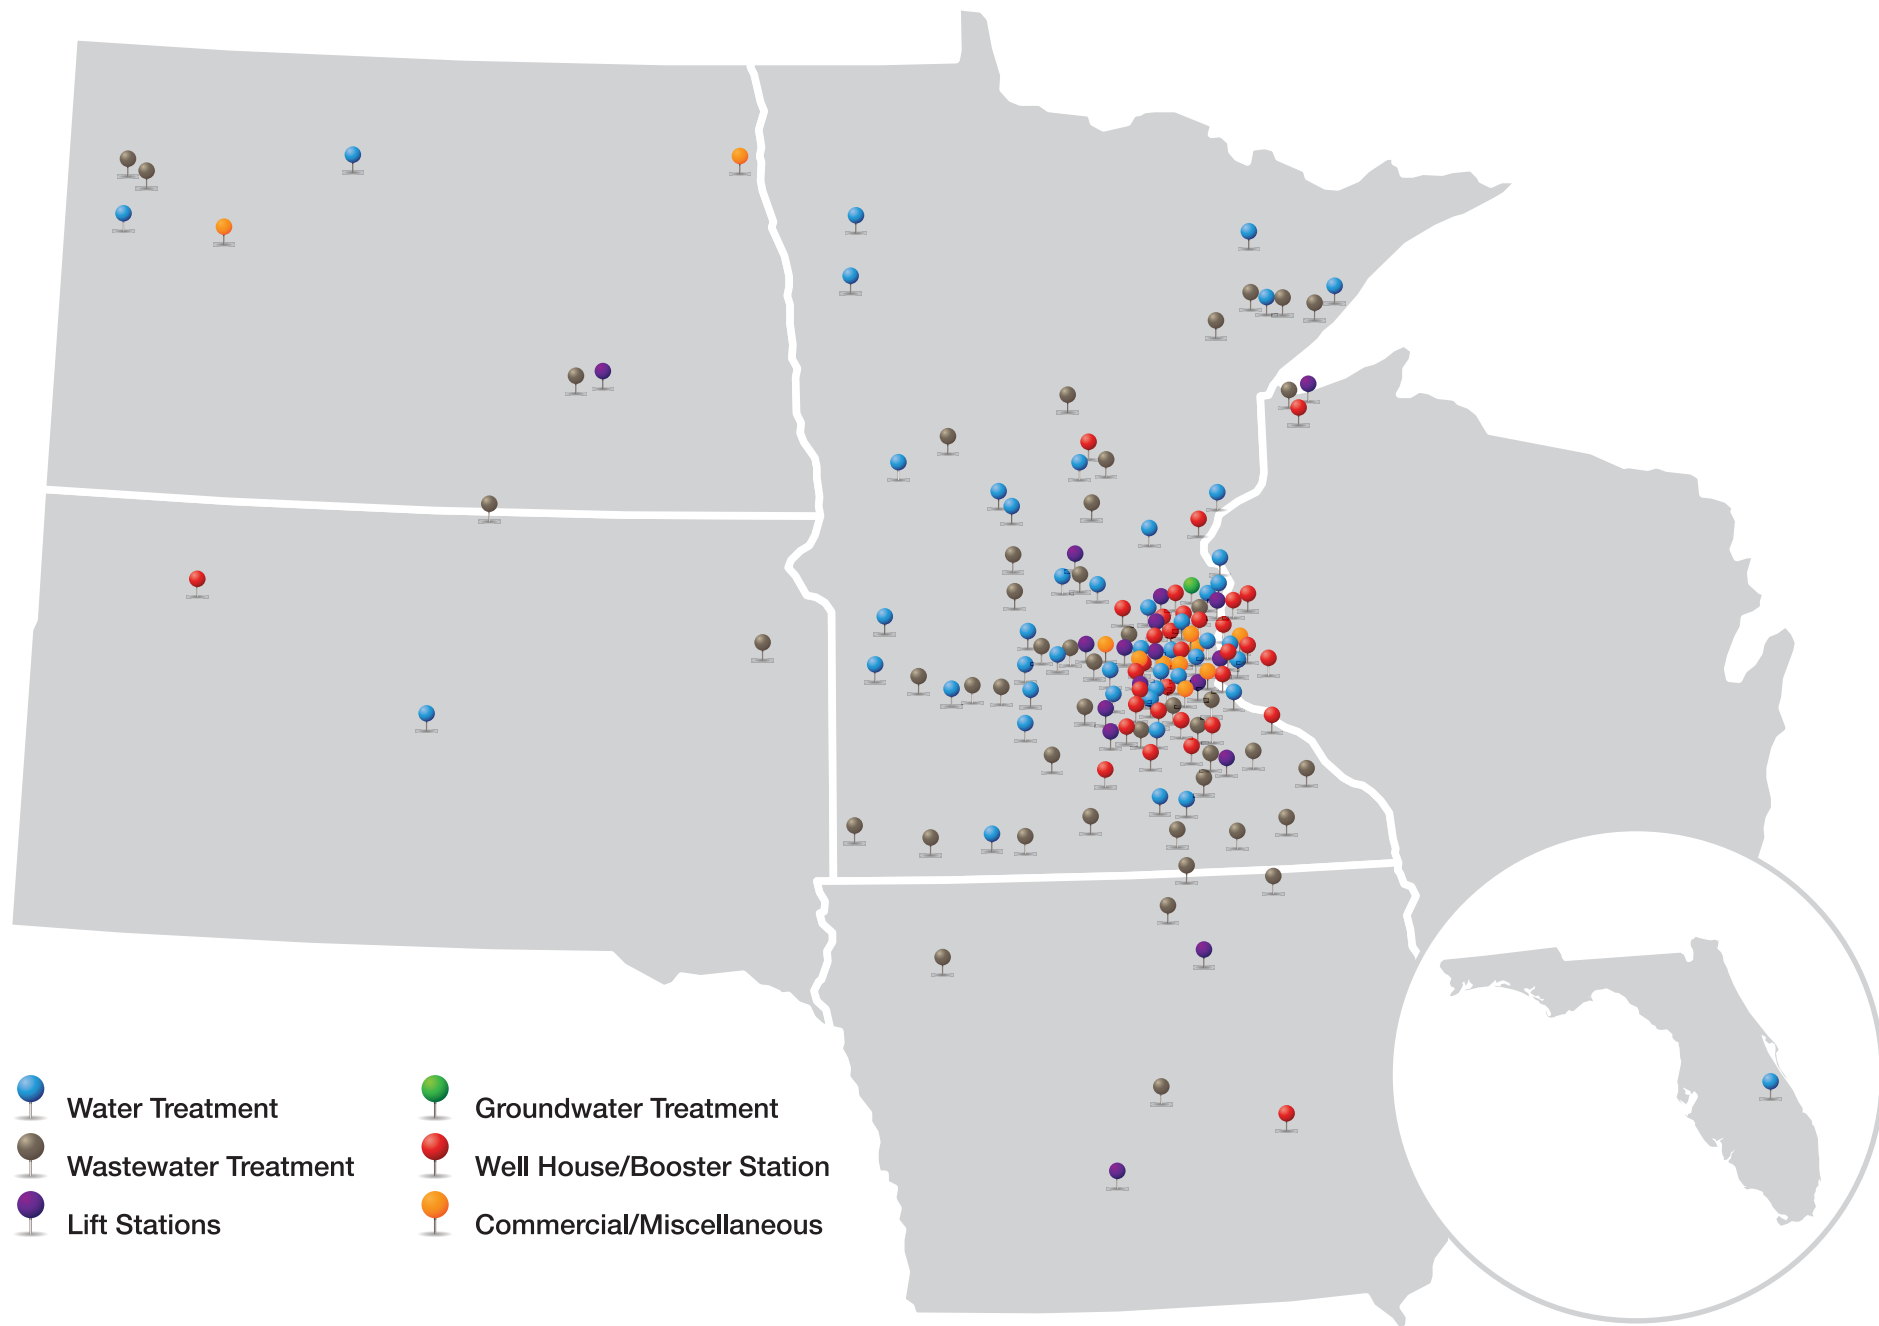 Water Treatment
Wastewater Treatment
Lift Stations
Groundwater Treatment
Well House/Booster Station
Commercial/Miscellaneous